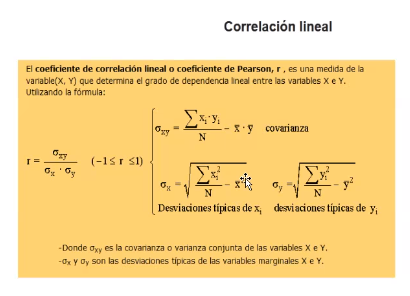 Correlación lineal
El coeficiente de correlación lineal o coeficiente de Pearson, r , es una medida de la
variable(X, Y) que determina el grado de dependencia lineal entre las variables X e Y.
Utilizando la fórmula:
r = σxy / (σx · σy) (−1 ≤ r ≤ 1)
σxy = ∑ xi · yi / N − x̄ · ȳ covarianza
σx = √(∑ xi² / N − x̄²) σy = √(∑ yi² / N − ȳ²)
Desviaciones típicas de xi desviaciones típicas de yi
-Donde σxy es la covarianza o varianza conjunta de las variables X e Y.
-σx y σy son las desviaciones típicas de las variables marginales X e Y.